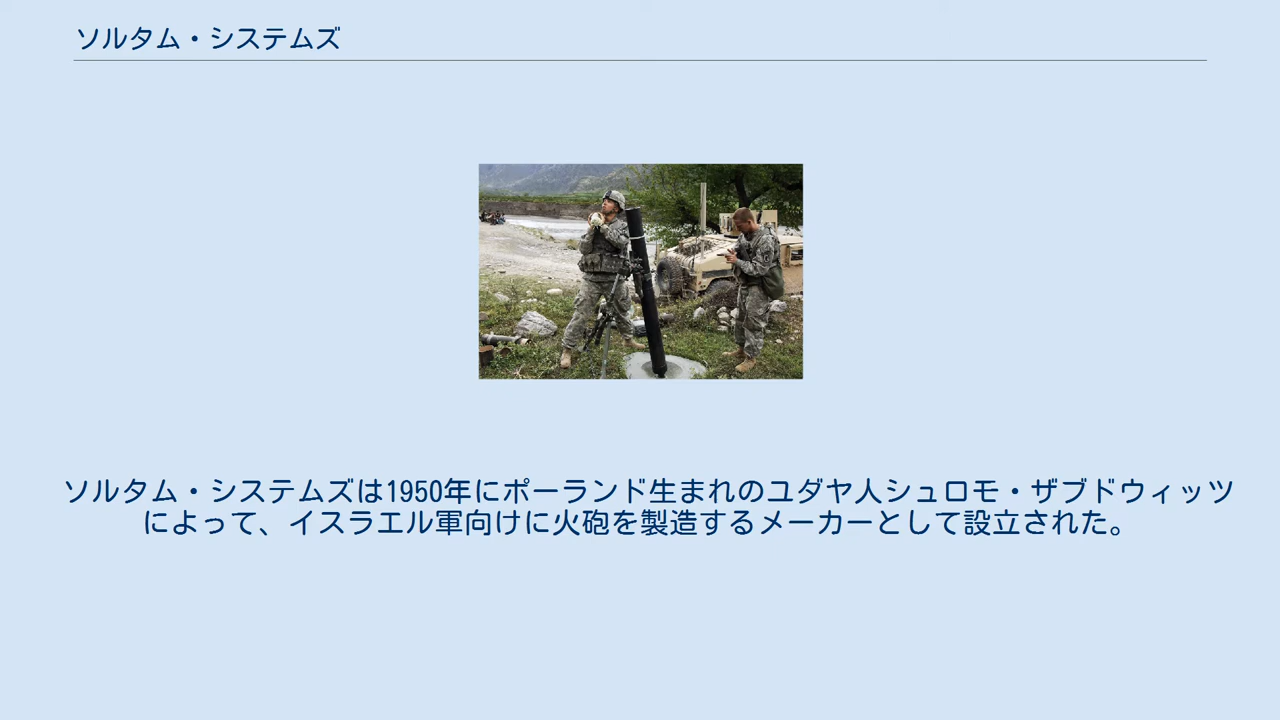 ソルタム・システムズ
ソルタム・システムズは1950年にポーランド生まれのユダヤ人シュロモ・ザブドウィッツ
によって、イスラエル軍向けに火砲を製造するメーカーとして設立された。